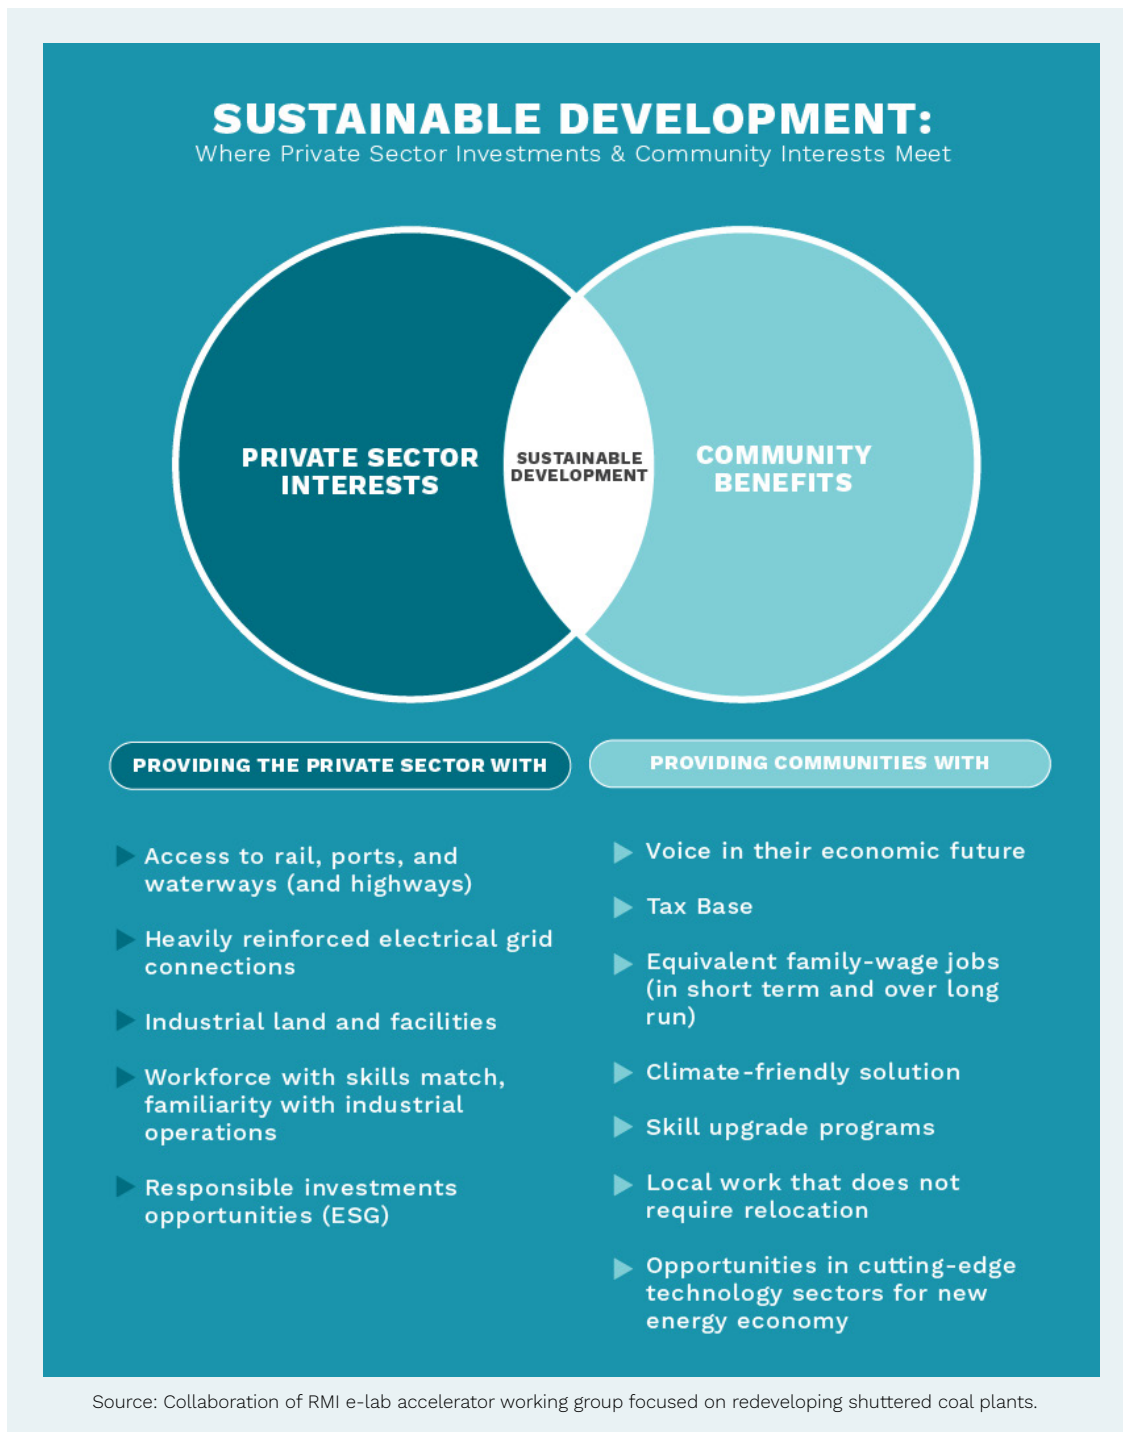 SUSTAINABLE DEVELOPMENT:
Where Private Sector Investments & Community Interests Meet
PRIVATE SECTOR
INTERESTS
SUSTAINABLE
DEVELOPMENT
COMMUNITY
BENEFITS
PROVIDING THE PRIVATE SECTOR WITH
Access to rail, ports, and
waterways (and highways)
Heavily reinforced electrical grid
connections
Industrial land and facilities
Workforce with skills match,
familiarity with industrial
operations
Responsible investments
opportunities (ESG)
PROVIDING COMMUNITIES WITH
Voice in their economic future
Tax Base
Equivalent family-wage jobs
(in short term and over long
run)
Climate-friendly solution
Skill upgrade programs
Local work that does not
require relocation
Opportunities in cutting-edge
technology sectors for new
energy economy
Source: Collaboration of RMI e-lab accelerator working group focused on redeveloping shuttered coal plants.